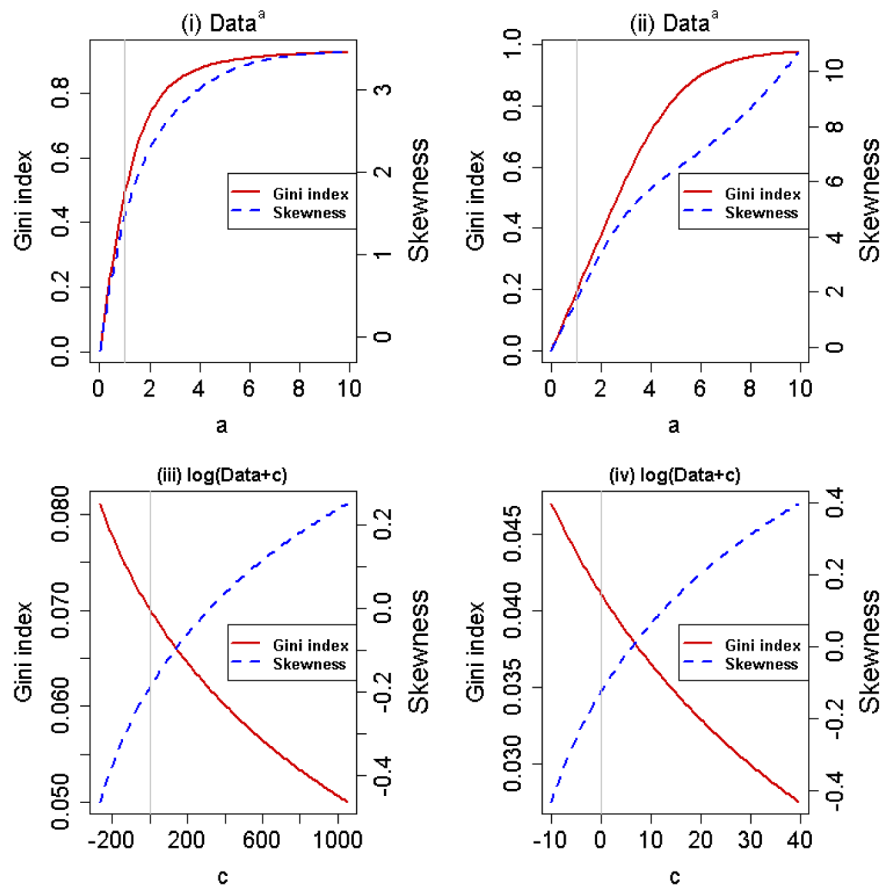 (i) Dataᵃ
Gini index
0.0 0.2 0.4 0.6 0.8
Gini index
Skewness
0 1 2 3
Skewness
0 2 4 6 8 10
a
(ii) Dataᵃ
Gini index
0.0 0.2 0.4 0.6 0.8 1.0
Gini index
Skewness
0 2 4 6 8 10
Skewness
0 2 4 6 8 10
a
(iii) log(Data+c)
Gini index
0.050 0.060 0.070 0.080
Gini index
Skewness
-0.4 -0.2 0.0 0.2
Skewness
-200 200 600 1000
c
(iv) log(Data+c)
Gini index
0.030 0.035 0.040 0.045
Gini index
Skewness
-0.4 -0.2 0.0 0.2 0.4
Skewness
-10 0 10 20 30 40
c